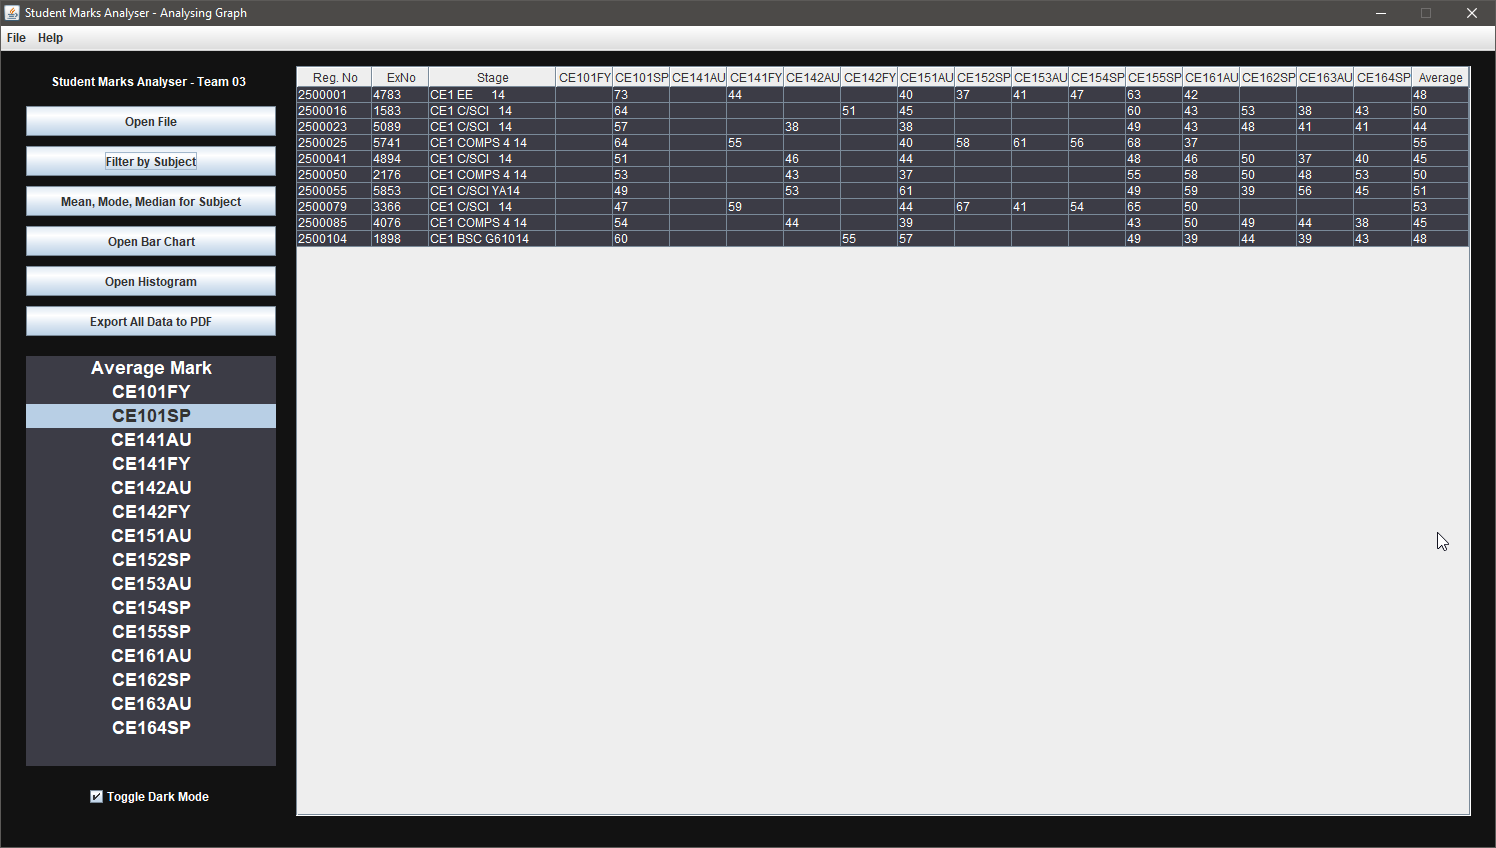 Student Marks Analyser - Analysing Graph
File Help
Student Marks Analyser - Team 03
Open File
Filter by Subject
Mean, Mode, Median for Subject
Open Bar Chart
Open Histogram
Export All Data to PDF
Average Mark
CE101FY
CE101SP
CE141AU
CE141FY
CE142AU
CE142FY
CE151AU
CE152SP
CE153AU
CE154SP
CE155SP
CE161AU
CE162SP
CE163AU
CE164SP
Toggle Dark Mode
Reg. No ExNo Stage CE101FY CE101SP CE141AU CE141FY CE142AU CE142FY CE151AU CE152SP CE153AU CE154SP CE155SP CE161AU CE162SP CE163AU CE164SP Average
2500001 4783 CE1 EE 14 73 44 40 37 41 47 63 42 48
2500016 1583 CE1 C/SCI 14 64 51 45 60 43 53 38 43 50
2500023 5089 CE1 C/SCI 14 57 38 38 49 43 48 41 41 44
2500025 5741 CE1 COMPS 4 14 64 55 40 58 61 56 68 37 55
2500041 4894 CE1 C/SCI 14 51 46 44 48 46 50 37 40 45
2500050 2176 CE1 COMPS 4 14 53 43 37 55 58 50 48 53 50
2500055 5853 CE1 C/SCI YA14 49 53 61 49 59 39 56 45 51
2500079 3366 CE1 C/SCI 14 47 59 44 67 41 54 65 50 53
2500085 4076 CE1 COMPS 4 14 54 44 39 43 50 49 44 38 45
2500104 1898 CE1 BSC G61014 60 55 57 49 39 44 39 43 48